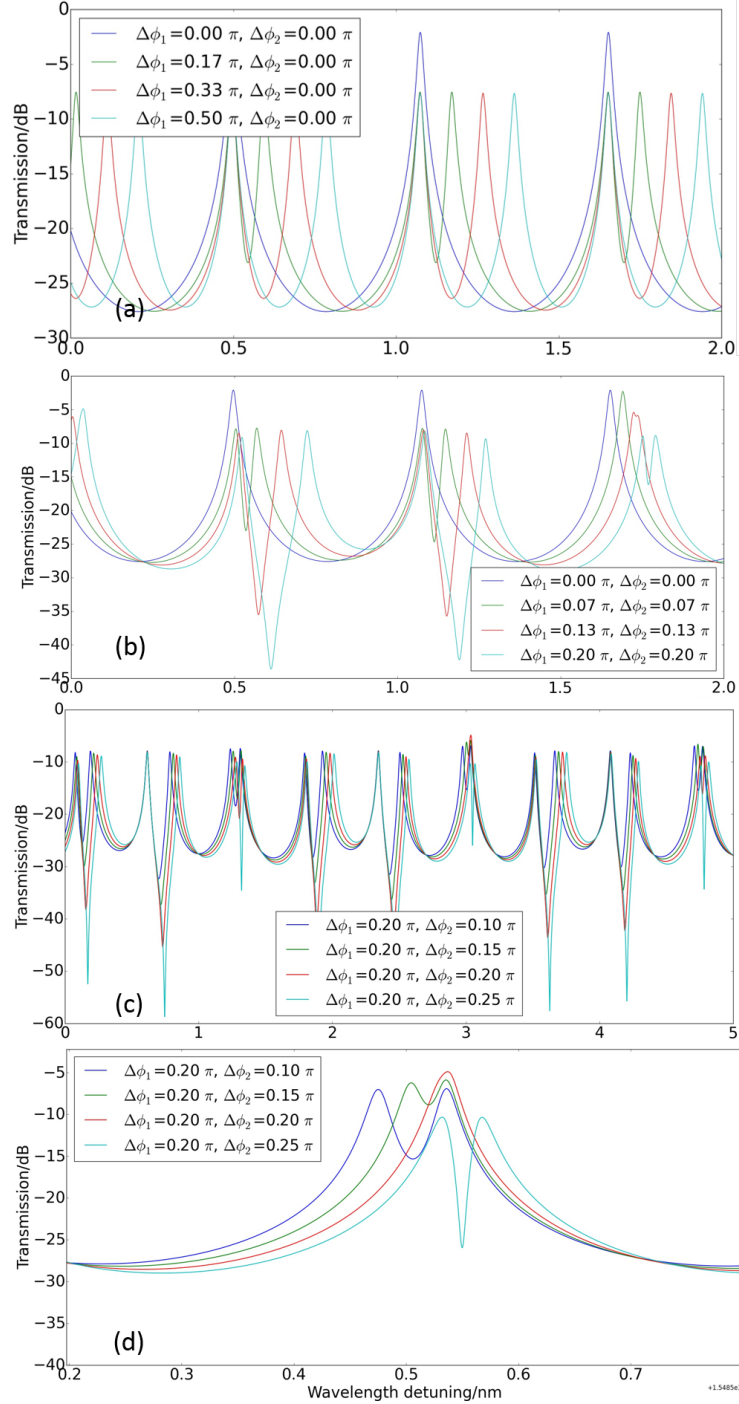 0
−5
−10
−15
−20
−25
−30
Transmission/dB
Δϕ₁=0.00 π, Δϕ₂=0.00 π
Δϕ₁=0.17 π, Δϕ₂=0.00 π
Δϕ₁=0.33 π, Δϕ₂=0.00 π
Δϕ₁=0.50 π, Δϕ₂=0.00 π
(a)
0.0 0.5 1.0 1.5 2.0
0
−5
−10
−15
−20
−25
−30
−35
−40
−45
Transmission/dB
Δϕ₁=0.00 π, Δϕ₂=0.00 π
Δϕ₁=0.07 π, Δϕ₂=0.07 π
Δϕ₁=0.13 π, Δϕ₂=0.13 π
Δϕ₁=0.20 π, Δϕ₂=0.20 π
(b)
0.0 0.5 1.0 1.5 2.0
0
−10
−20
−30
−40
−50
−60
Transmission/dB
Δϕ₁=0.20 π, Δϕ₂=0.10 π
Δϕ₁=0.20 π, Δϕ₂=0.15 π
Δϕ₁=0.20 π, Δϕ₂=0.20 π
Δϕ₁=0.20 π, Δϕ₂=0.25 π
(c)
0 1 2 3 4 5
−5
−10
−15
−20
−25
−30
−35
−40
Transmission/dB
Δϕ₁=0.20 π, Δϕ₂=0.10 π
Δϕ₁=0.20 π, Δϕ₂=0.15 π
Δϕ₁=0.20 π, Δϕ₂=0.20 π
Δϕ₁=0.20 π, Δϕ₂=0.25 π
(d)
0.2 0.3 0.4 0.5 0.6 0.7
Wavelength detuning/nm